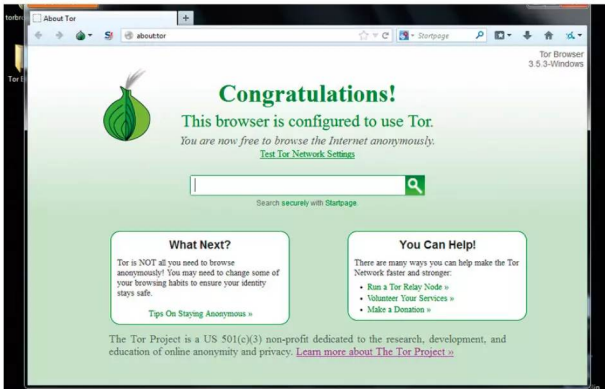 torbro
About Tor
about:tor
Startpage
Tor Browser
3.5.3-Windows
Congratulations!
This browser is configured to use Tor.
You are now free to browse the Internet anonymously.
Test Tor Network Settings
Search securely with Startpage.
What Next?
Tor is NOT all you need to browse
anonymously! You may need to change some of
your browsing habits to ensure your identity
stays safe.
Tips On Staying Anonymous »
You Can Help!
There are many ways you can help make the Tor
Network faster and stronger:
• Run a Tor Relay Node »
• Volunteer Your Services »
• Make a Donation »
The Tor Project is a US 501(c)(3) non-profit dedicated to the research, development, and
education of online anonymity and privacy. Learn more about The Tor Project »